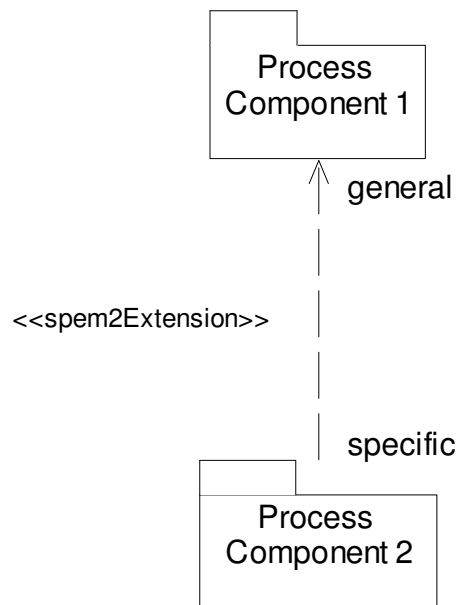 Process
Component 1
general
<<spem2Extension>>
specific
Process
Component 2